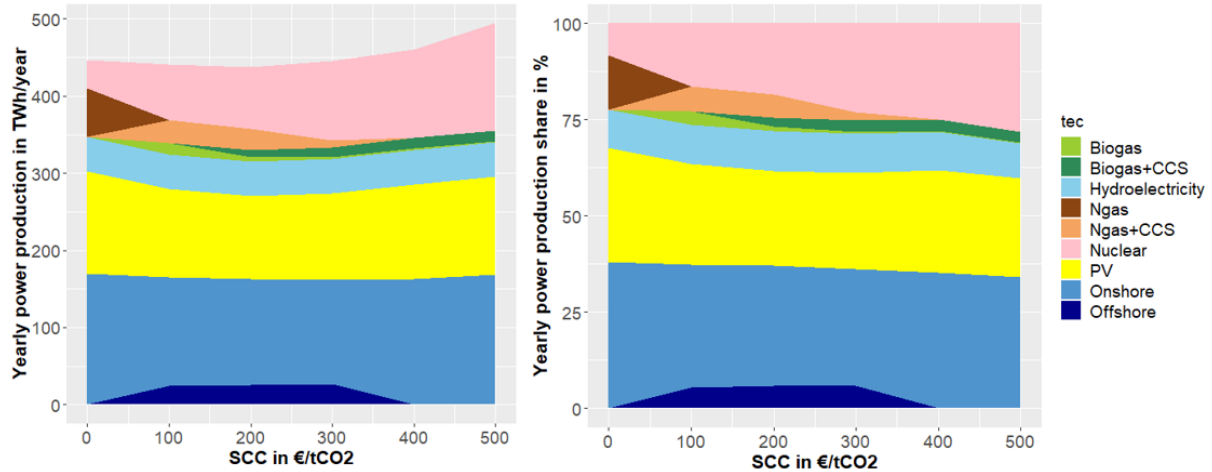 Yearly power production in TWh/year
500
400
300
200
100
0
0 100 200 300 400 500
SCC in €/tCO2
Yearly power production share in %
100
75
50
25
0
0 100 200 300 400 500
SCC in €/tCO2
tec
Biogas
Biogas+CCS
Hydroelectricity
Ngas
Ngas+CCS
Nuclear
PV
Onshore
Offshore